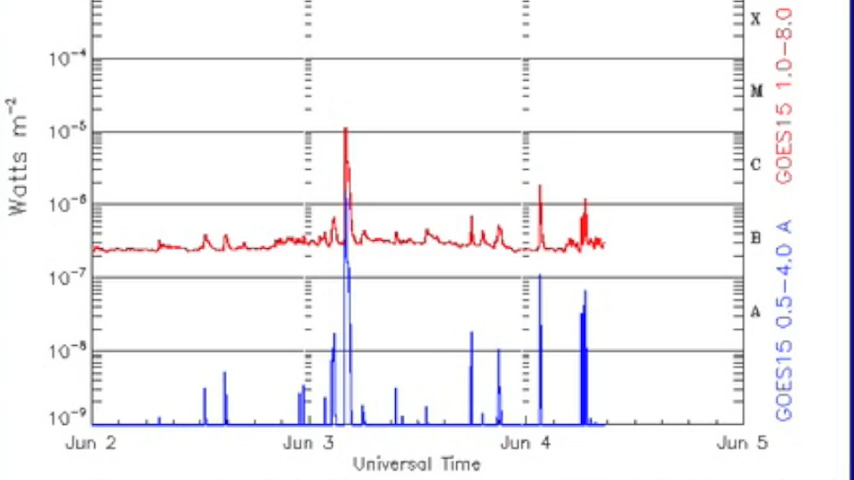 X
10⁻⁴
M
10⁻⁵
C
10⁻⁶
B
10⁻⁷
A
10⁻⁸
10⁻⁹
Watts m⁻²
Jun 2 Jun 3 Jun 4 Jun 5
Universal Time
GOES15 1.0-8.0
GOES15 0.5-4.0 A